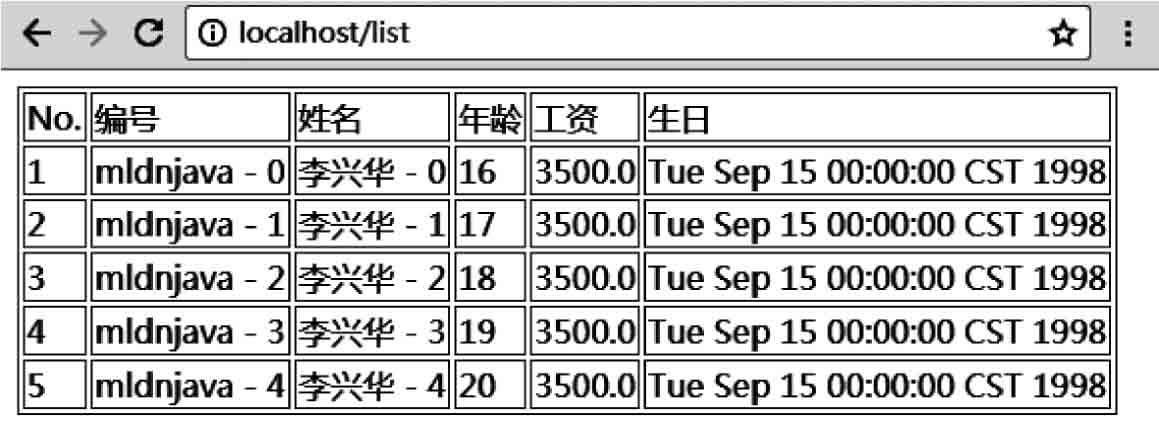 localhost/list
No. 编号 姓名 年龄 工资 生日
1 mldnjava - 0 李兴华 - 0 16 3500.0 Tue Sep 15 00:00:00 CST 1998
2 mldnjava - 1 李兴华 - 1 17 3500.0 Tue Sep 15 00:00:00 CST 1998
3 mldnjava - 2 李兴华 - 2 18 3500.0 Tue Sep 15 00:00:00 CST 1998
4 mldnjava - 3 李兴华 - 3 19 3500.0 Tue Sep 15 00:00:00 CST 1998
5 mldnjava - 4 李兴华 - 4 20 3500.0 Tue Sep 15 00:00:00 CST 1998